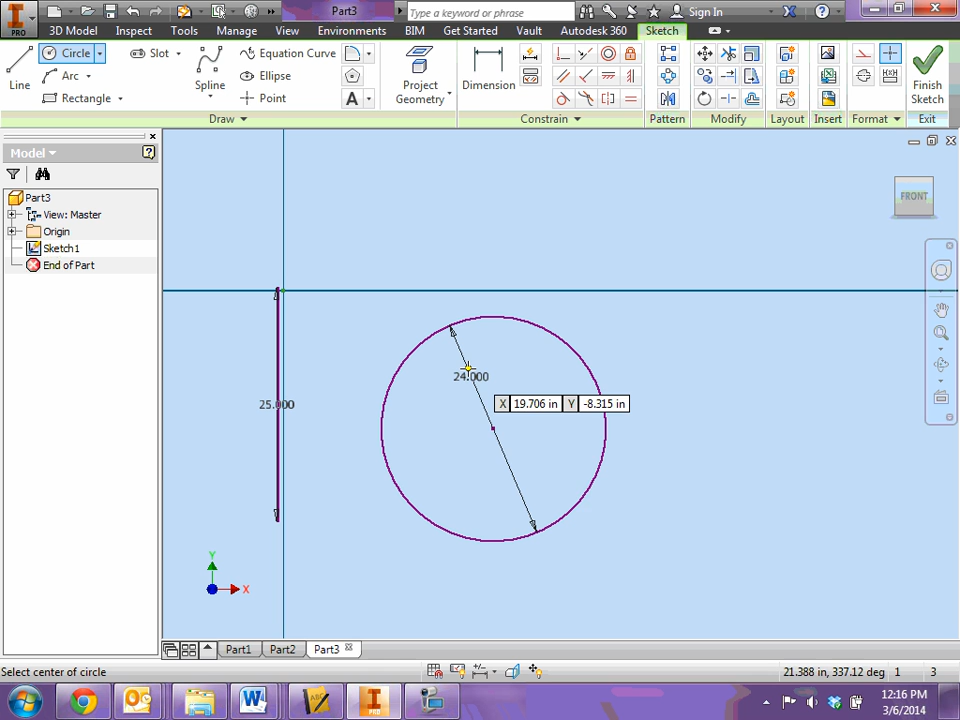 Part3
Type a keyword or phrase
Sign In
PRO
3D Model
Inspect
Tools
Manage
View
Environments
BIM
Get Started
Vault
Autodesk 360
Sketch
Line
Circle
Arc
Rectangle
Slot
Spline
Equation Curve
Ellipse
Point
A
Project
Geometry
Dimension
Finish
Sketch
Draw
Constrain
Pattern
Modify
Layout
Insert
Format
Exit
Model
Part3
View: Master
Origin
Sketch1
End of Part
FRONT
24.000
25.000
X 19.706 in Y -8.315 in
Y
X
Part1
Part2
Part3
Select center of circle
21.388 in, 337.12 deg 1 3
PRO
12:16 PM
3/6/2014